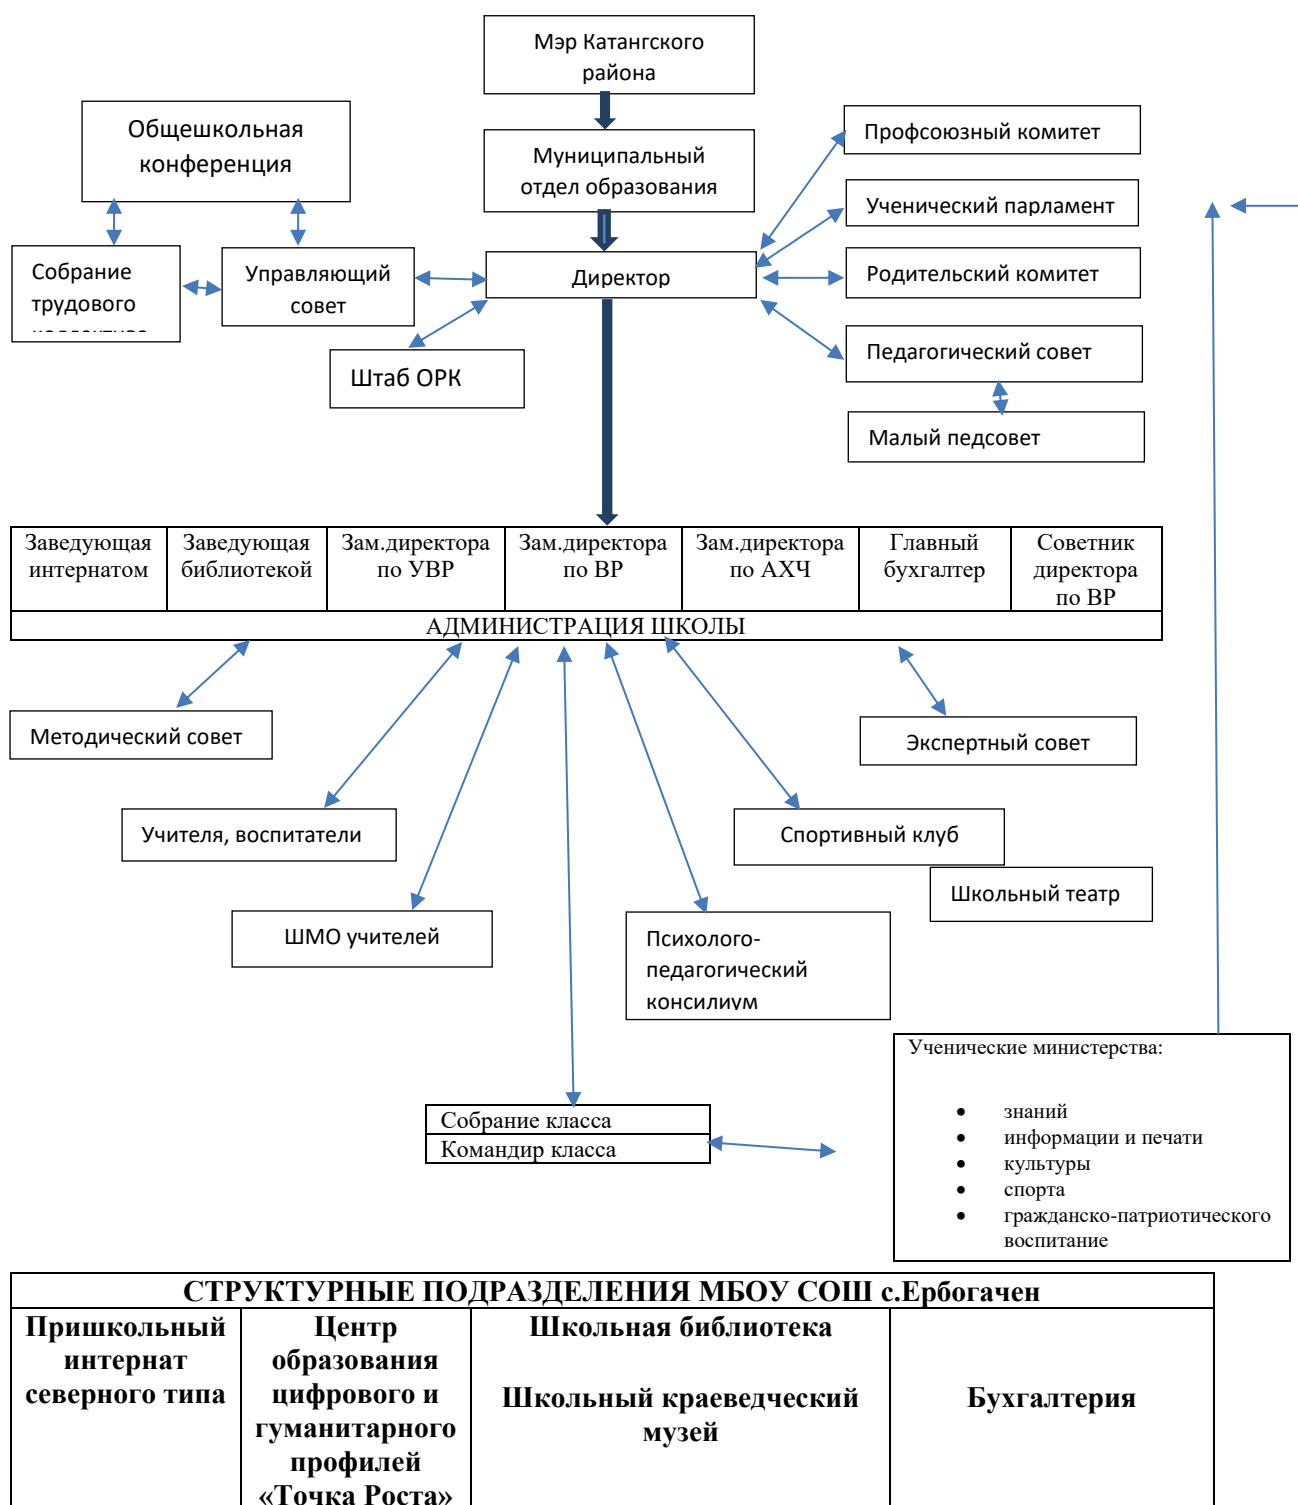 Мэр Катангского
района
Общешкольная
конференция
Муниципальный
отдел образования
Профсоюзный комитет
Ученический парламент
Собрание
трудового
Управляющий
совет
Директор
Родительский комитет
Штаб ОРК
Педагогический совет
Малый педсовет
Заведующая
интернатом
Заведующая
библиотекой
Зам.директора
по УВР
Зам.директора
по ВР
Зам.директора
по АХЧ
Главный
бухгалтер
Советник
директора
по ВР
АДМИНИСТРАЦИЯ ШКОЛЫ
Методический совет
Экспертный совет
Учителя, воспитатели
Спортивный клуб
Школьный театр
ШМО учителей
Психолого-
педагогический
консилиум
Ученические министерства:
• знаний
• информации и печати
• культуры
• спорта
• гражданско-патриотического
воспитание
Собрание класса
Командир класса
СТРУКТУРНЫЕ ПОДРАЗДЕЛЕНИЯ МБОУ СОШ с.Ербогачен
Пришкольный
интернат
северного типа
Центр
образования
цифрового и
гуманитарного
профилей
«Точка Роста»
Школьная библиотека
Школьный краеведческий
музей
Бухгалтерия